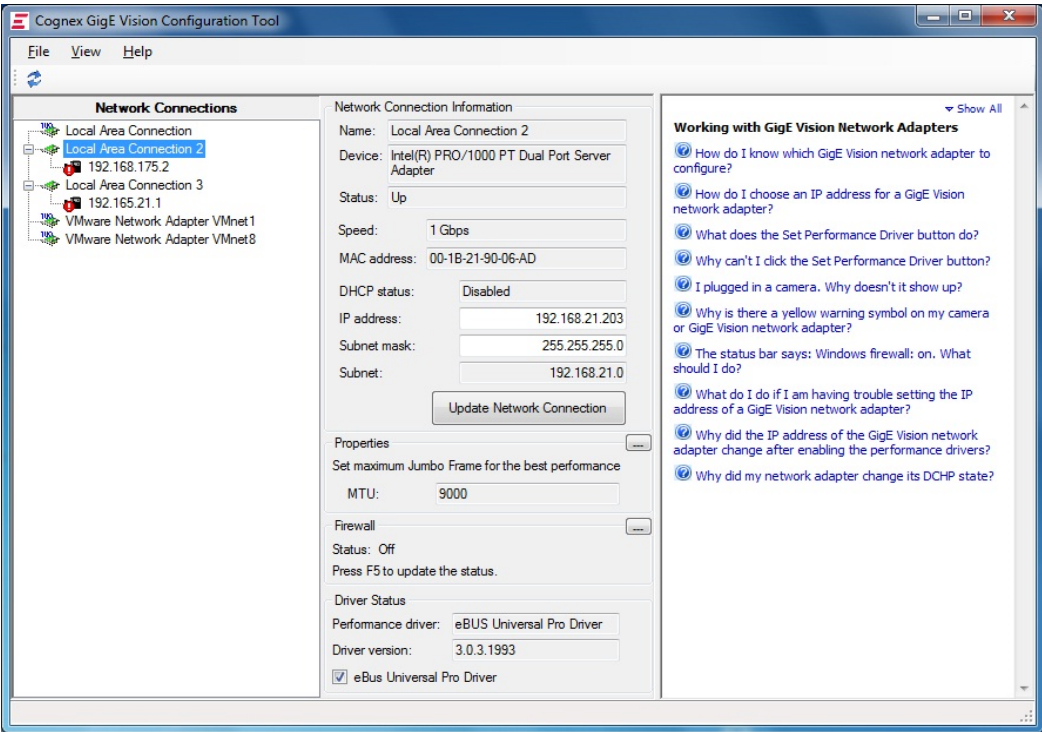 Cognex GigE Vision Configuration Tool
File View Help
Network Connections
Local Area Connection
Local Area Connection 2
192.168.175.2
Local Area Connection 3
192.165.21.1
VMware Network Adapter VMnet1
VMware Network Adapter VMnet8
Network Connection Information
Name: Local Area Connection 2
Device: Intel(R) PRO/1000 PT Dual Port Server
Adapter
Status: Up
Speed: 1 Gbps
MAC address: 00-1B-21-90-06-AD
DHCP status: Disabled
IP address: 192.168.21.203
Subnet mask: 255.255.255.0
Subnet: 192.168.21.0
Update Network Connection
Properties ...
Set maximum Jumbo Frame for the best performance
MTU: 9000
Firewall ...
Status: Off
Press F5 to update the status.
Driver Status
Performance driver: eBUS Universal Pro Driver
Driver version: 3.0.3.1993
eBus Universal Pro Driver
Show All
Working with GigE Vision Network Adapters
How do I know which GigE Vision network adapter to
configure?
How do I choose an IP address for a GigE Vision
network adapter?
What does the Set Performance Driver button do?
Why can't I click the Set Performance Driver button?
I plugged in a camera. Why doesn't it show up?
Why is there a yellow warning symbol on my camera
or GigE Vision network adapter?
The status bar says: Windows firewall: on. What
should I do?
What do I do if I am having trouble setting the IP
address of a GigE Vision network adapter?
Why did the IP address of the GigE Vision network
adapter change after enabling the performance drivers?
Why did my network adapter change its DCHP state?